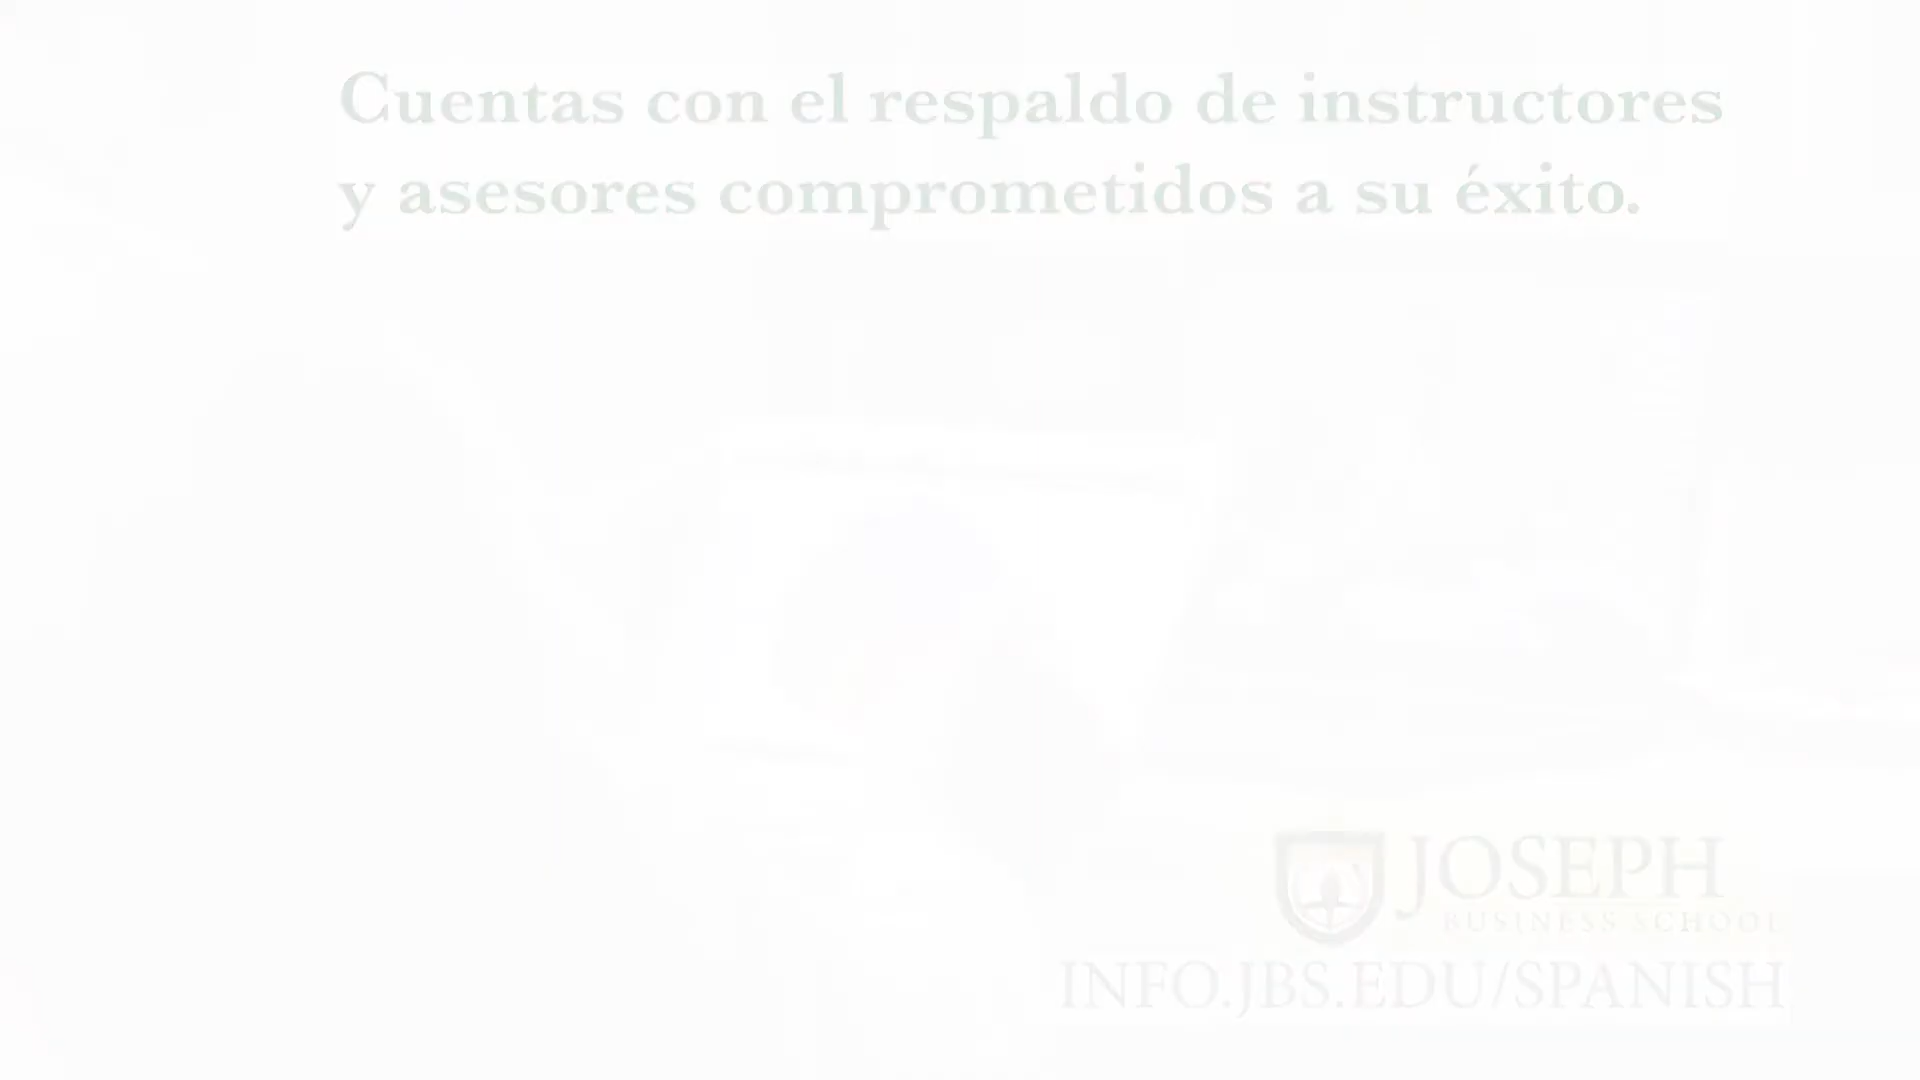 Cuentas con el respaldo de instructores
y asesores comprometidos a su éxito.
JOSEPH
BUSINESS SCHOOL
INFO.JBS.EDU/SPANISH